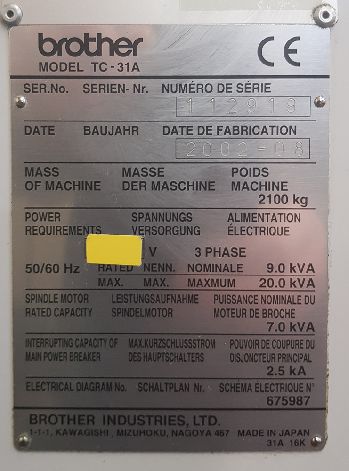 brother
CE
MODEL TC-31A
SER.No. SERIEN-Nr. NUMÉRO DE SÉRIE
112919
DATE BAUJAHR DATE DE FABRICATION
2002-08
MASS MASSE POIDS
OF MACHINE DER MASCHINE MACHINE
2100 kg
POWER SPANNUNGS ALIMENTATION
REQUIREMENTS VERSORGUNG ÉLECTRIQUE
V 3 PHASE
50/60 Hz RATED NENN. NOMINALE 9.0 kVA
MAX. MAX. MAXMUM 20.0 kVA
SPINDLE MOTOR LEISTUNGSAUFNAHME PUISSANCE NOMINALE DU
RATED CAPACITY SPINDELMOTOR MOTEUR DE BROCHE
7.0 kVA
INTERRUPTING CAPACITY OF MAX.KURZSCHLUSSSTROM POUVOIR DE COUPURE DU
MAIN POWER BREAKER DES HAUPTSCHALTERS DISJONCTEUR PRINCIPAL
2.5 kA
ELECTRICAL DIAGRAM No. SCHALTPLAN Nr. SCHÉMA ÉLECTRIQUE N°
675987
BROTHER INDUSTRIES, LTD.
1-1-1, KAWAGISHI, MIZUHOKU, NAGOYA 467 MADE IN JAPAN
31A 16K